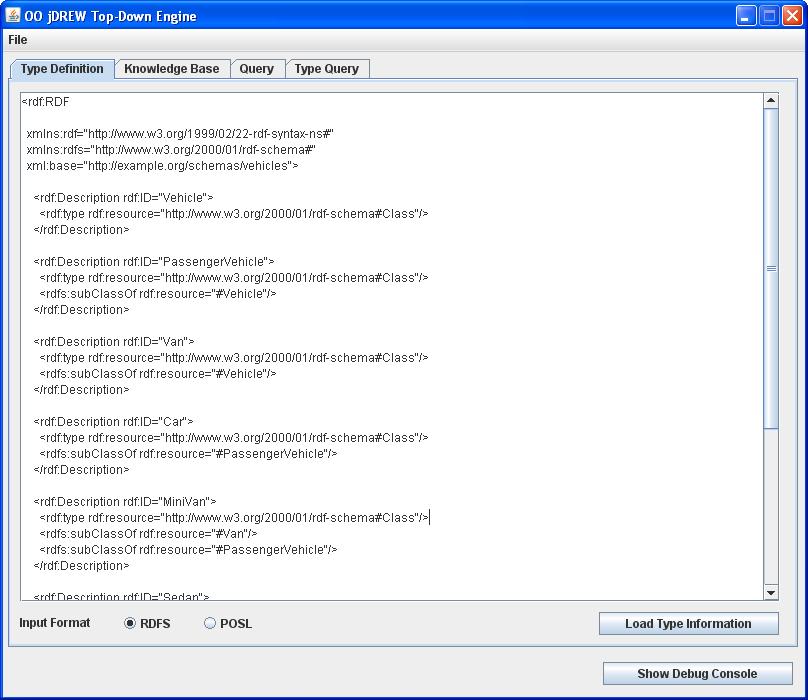 OO jDREW Top-Down Engine
File
Type Definition Knowledge Base Query Type Query
<rdf:RDF
xmlns:rdf="http://www.w3.org/1999/02/22-rdf-syntax-ns#"
xmlns:rdfs="http://www.w3.org/2000/01/rdf-schema#"
xml:base="http://example.org/schemas/vehicles">
<rdf:Description rdf:ID="Vehicle">
<rdf:type rdf:resource="http://www.w3.org/2000/01/rdf-schema#Class"/>
</rdf:Description>
<rdf:Description rdf:ID="PassengerVehicle">
<rdf:type rdf:resource="http://www.w3.org/2000/01/rdf-schema#Class"/>
<rdfs:subClassOf rdf:resource="#Vehicle"/>
</rdf:Description>
<rdf:Description rdf:ID="Van">
<rdf:type rdf:resource="http://www.w3.org/2000/01/rdf-schema#Class"/>
<rdfs:subClassOf rdf:resource="#Vehicle"/>
</rdf:Description>
<rdf:Description rdf:ID="Car">
<rdf:type rdf:resource="http://www.w3.org/2000/01/rdf-schema#Class"/>
<rdfs:subClassOf rdf:resource="#PassengerVehicle"/>
</rdf:Description>
<rdf:Description rdf:ID="MiniVan">
<rdf:type rdf:resource="http://www.w3.org/2000/01/rdf-schema#Class"/>
<rdfs:subClassOf rdf:resource="#Van"/>
<rdfs:subClassOf rdf:resource="#PassengerVehicle"/>
</rdf:Description>
<rdf:Description rdf:ID="Sedan">
Input Format RDFS POSL Load Type Information
Show Debug Console